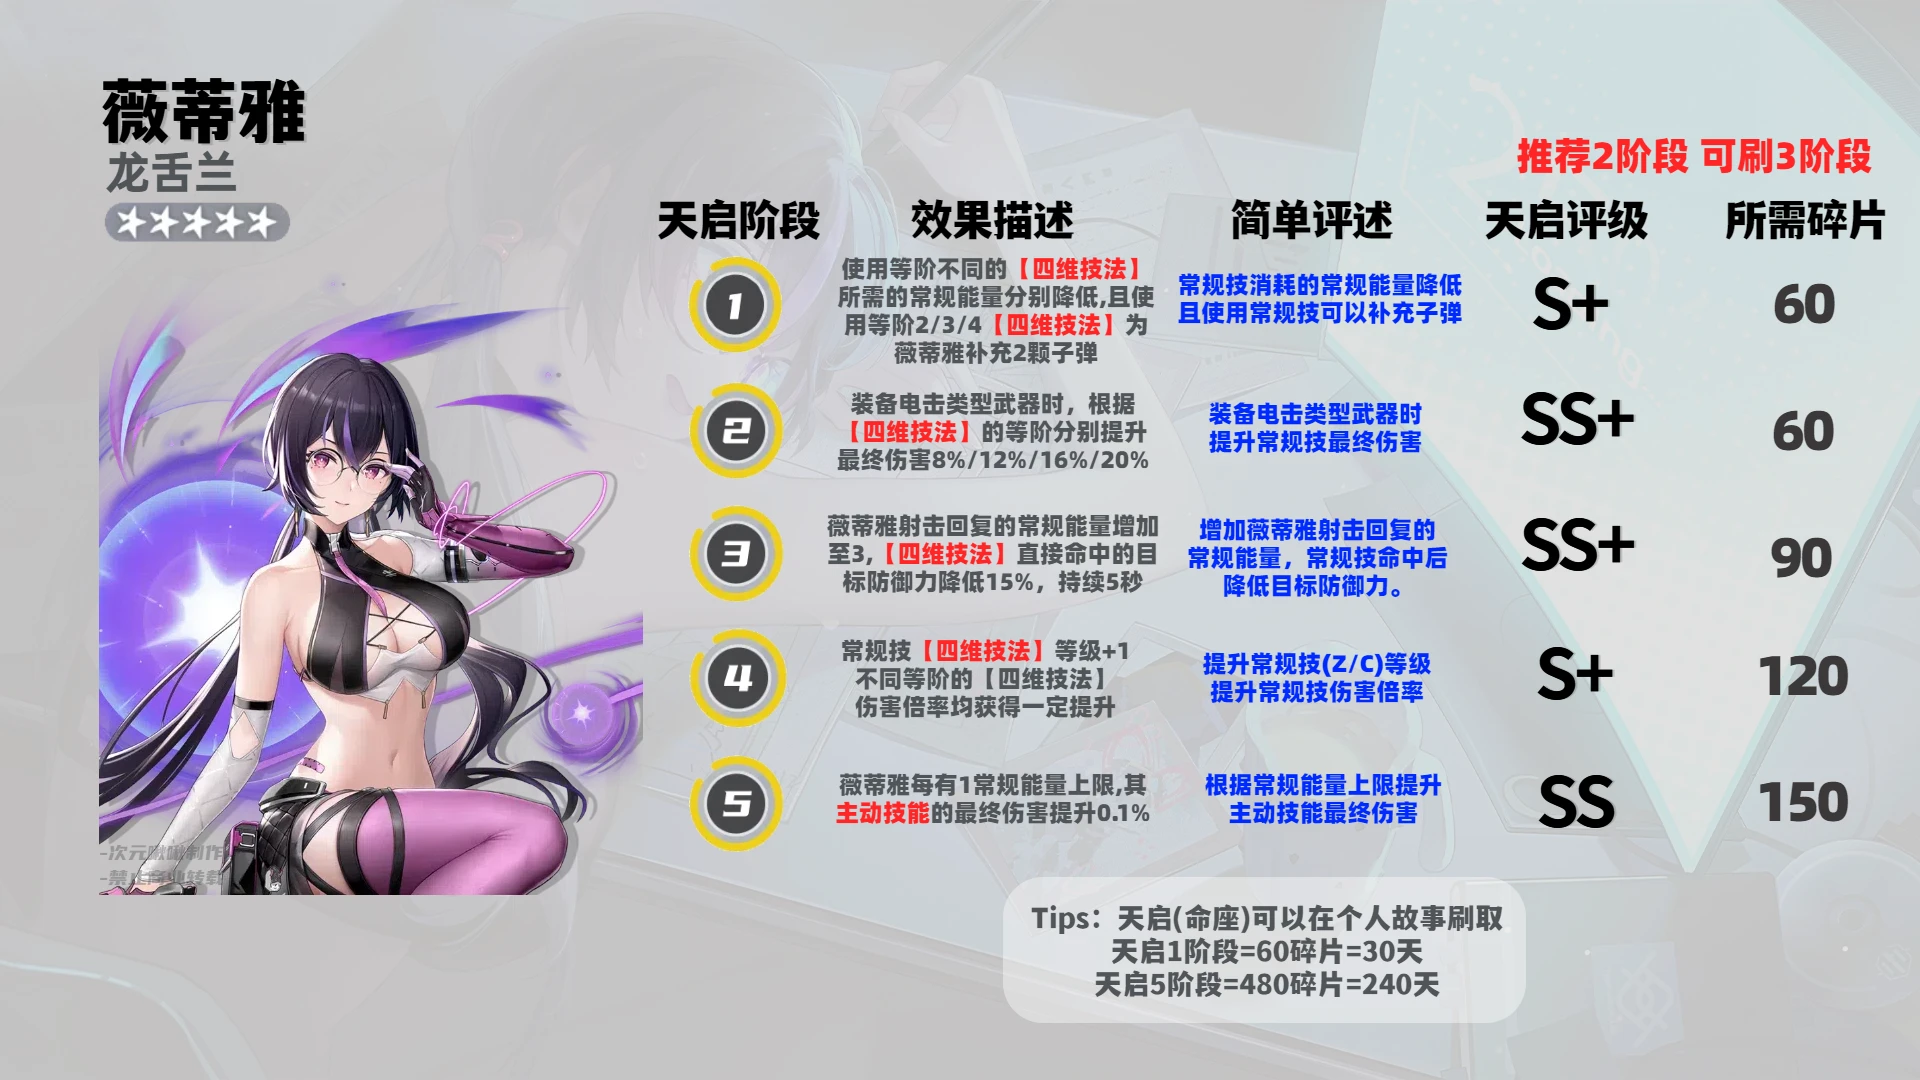 薇蒂雅
龙舌兰
推荐2阶段 可刷3阶段
天启阶段
效果描述
简单评述
天启评级
所需碎片
1
使用等阶不同的【四维技法】
所需的常规能量分别降低,且使
用等阶2/3/4【四维技法】为
薇蒂雅补充2颗子弹
常规技消耗的常规能量降低
且使用常规技可以补充子弹
S+
60
2
装备电击类型武器时，根据
【四维技法】的等阶分别提升
最终伤害8%/12%/16%/20%
装备电击类型武器时
提升常规技最终伤害
SS+
60
3
薇蒂雅射击回复的常规能量增加
至3,【四维技法】直接命中的目
标防御力降低15%，持续5秒
增加薇蒂雅射击回复的
常规能量，常规技命中后
降低目标防御力。
SS+
90
4
常规技【四维技法】等级+1
不同等阶的【四维技法】
伤害倍率均获得一定提升
提升常规技(Z/C)等级
提升常规技伤害倍率
S+
120
5
薇蒂雅每有1常规能量上限,其
主动技能的最终伤害提升0.1%
根据常规能量上限提升
主动技能最终伤害
SS
150
-次元啾啾制作
-禁止商业转载
Tips：天启(命座)可以在个人故事刷取
天启1阶段=60碎片=30天
天启5阶段=480碎片=240天